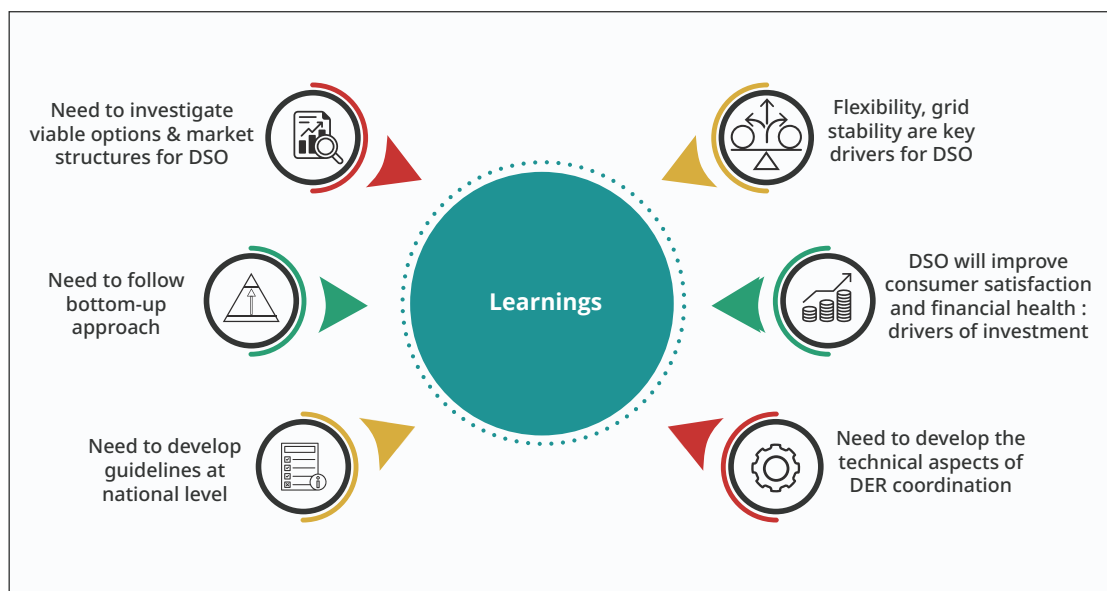 Need to investigate
viable options & market
structures for DSO
Flexibility, grid
stability are key
drivers for DSO
Need to follow
bottom-up
approach
Learnings
DSO will improve
consumer satisfaction
and financial health :
drivers of investment
Need to develop
guidelines at
national level
Need to develop the
technical aspects of
DER coordination